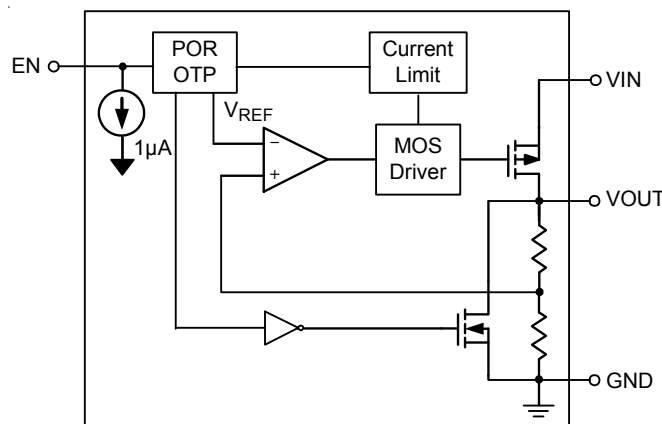 EN
POR
OTP
Current
Limit
VIN
1µA
VREF
−
+
MOS
Driver
VOUT
GND